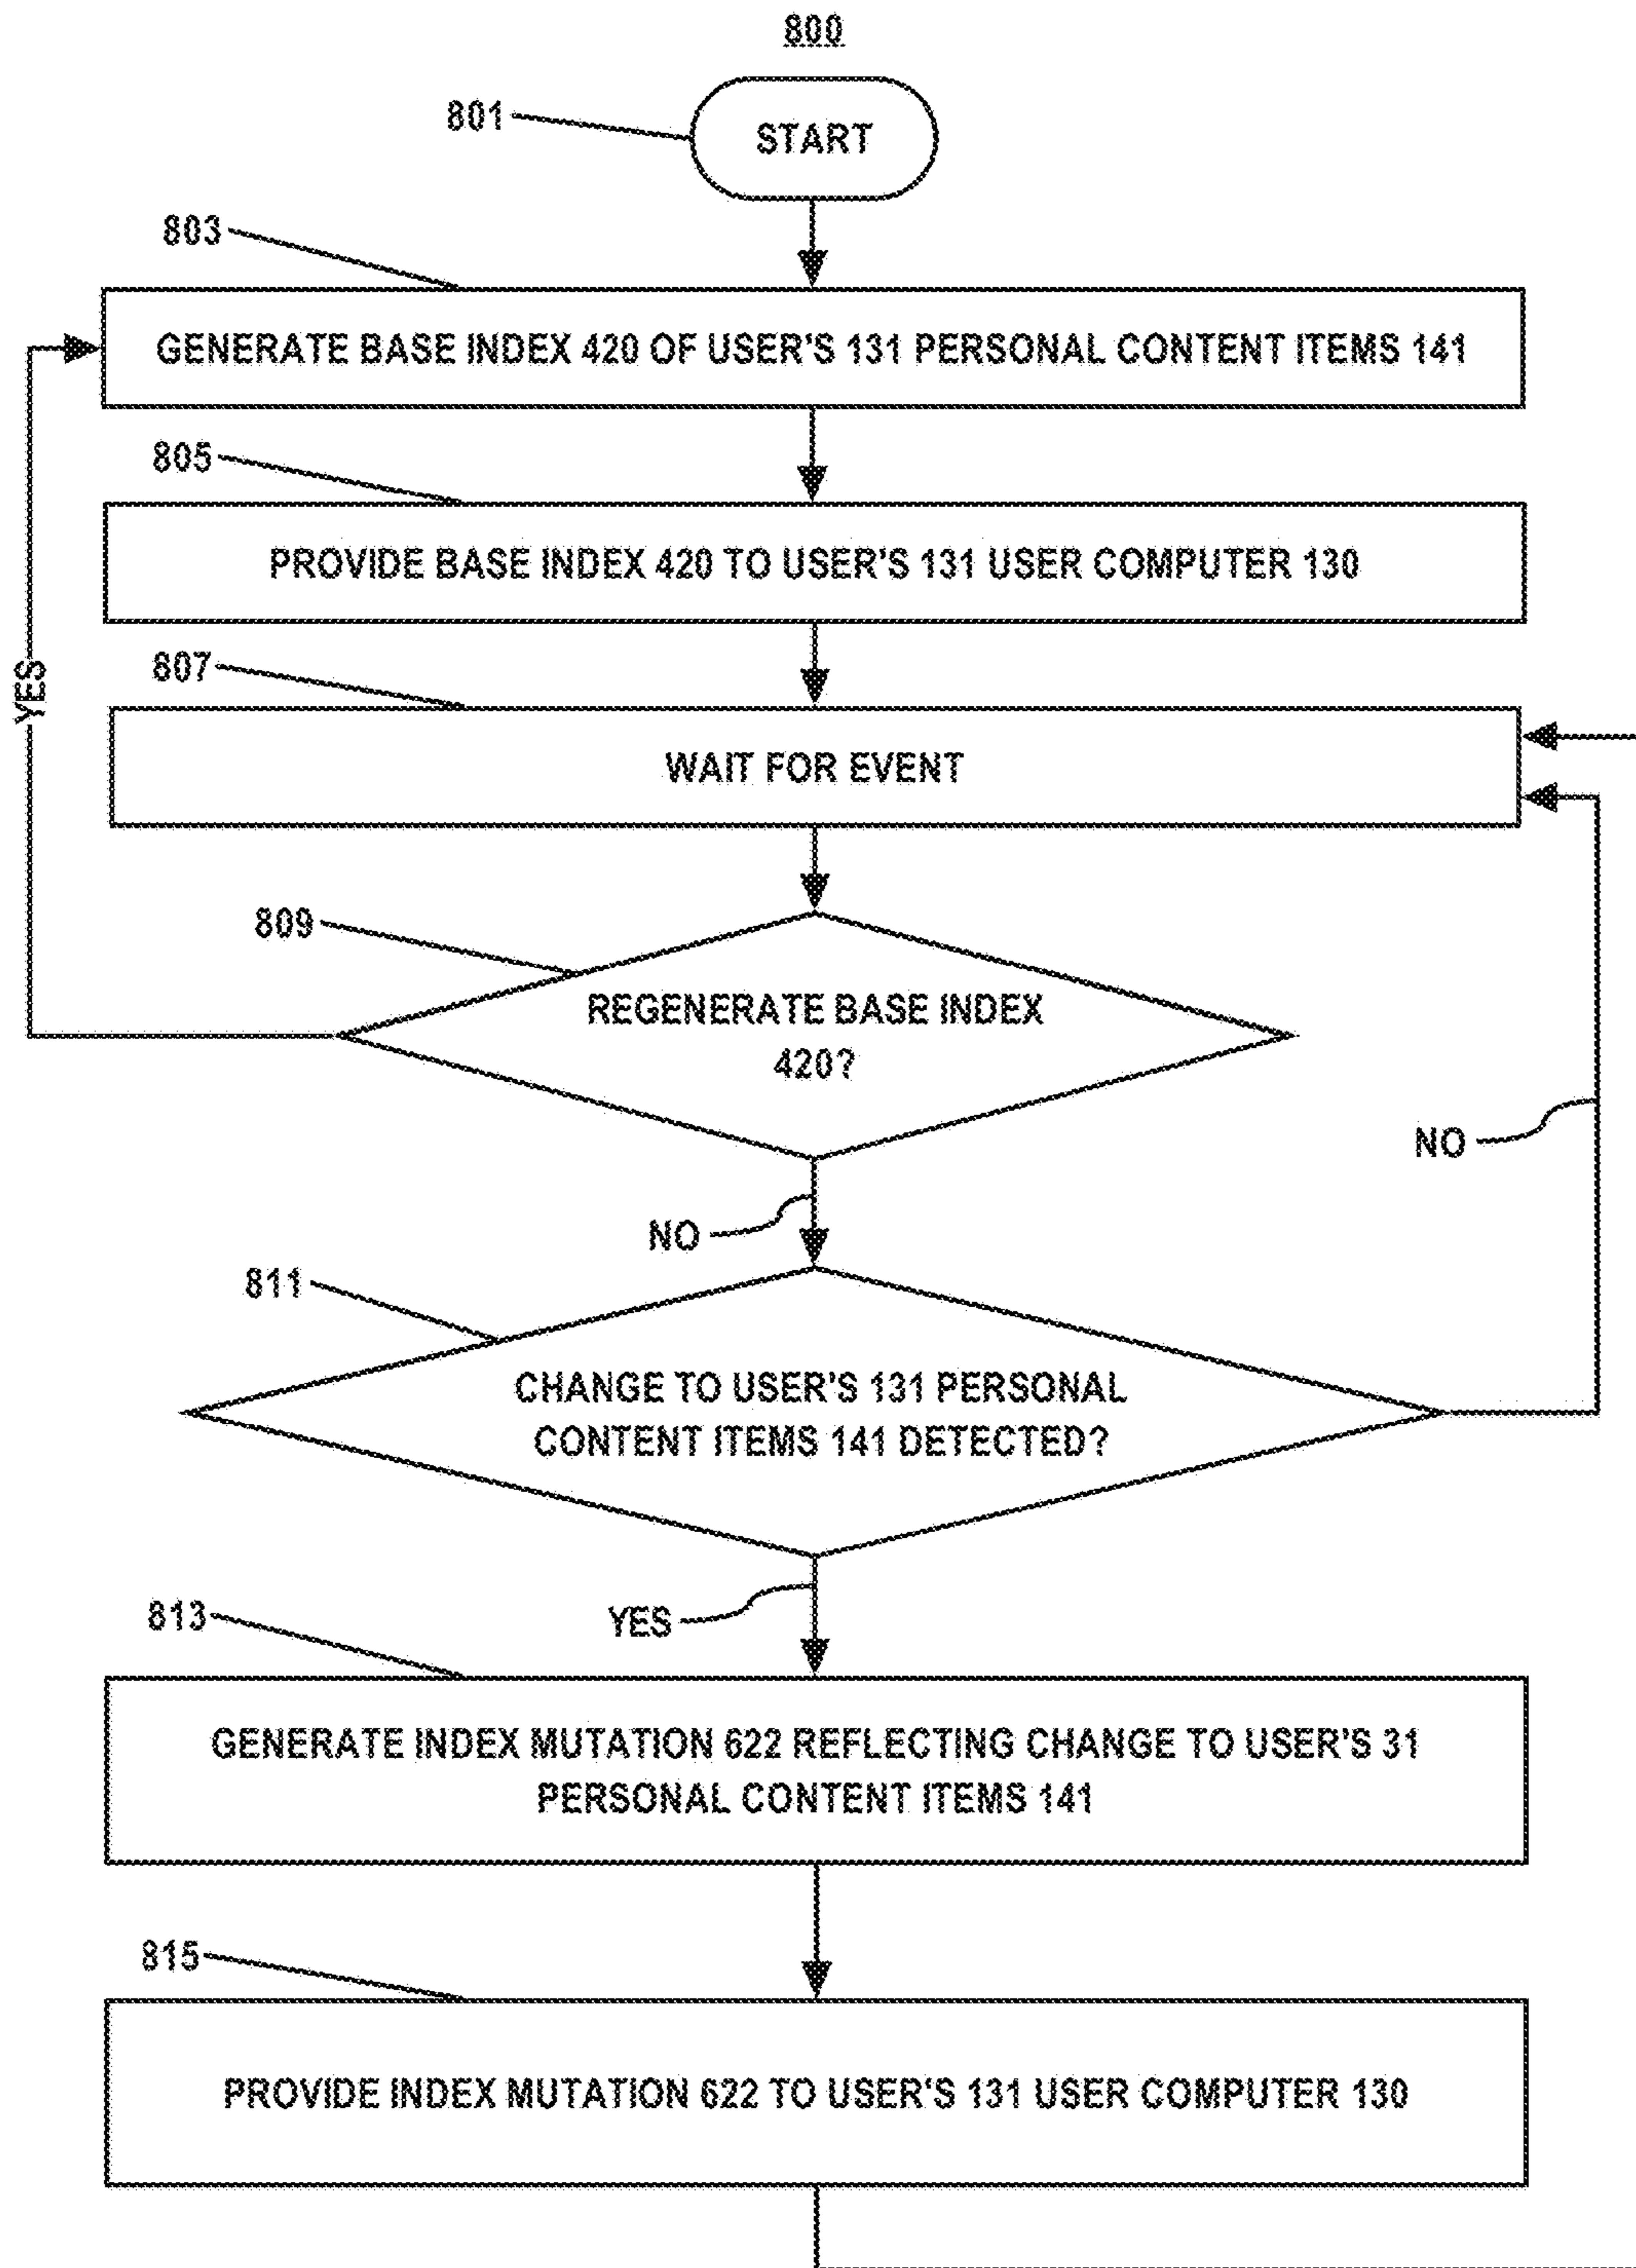 800
801
START
803
GENERATE BASE INDEX 420 OF USER'S 131 PERSONAL CONTENT ITEMS 141
805
PROVIDE BASE INDEX 420 TO USER'S 131 USER COMPUTER 130
YES
807
WAIT FOR EVENT
809
REGENERATE BASE INDEX
420?
NO
NO
811
CHANGE TO USER'S 131 PERSONAL
CONTENT ITEMS 141 DETECTED?
YES
813
GENERATE INDEX MUTATION 622 REFLECTING CHANGE TO USER'S 31
PERSONAL CONTENT ITEMS 141
815
PROVIDE INDEX MUTATION 622 TO USER'S 131 USER COMPUTER 130